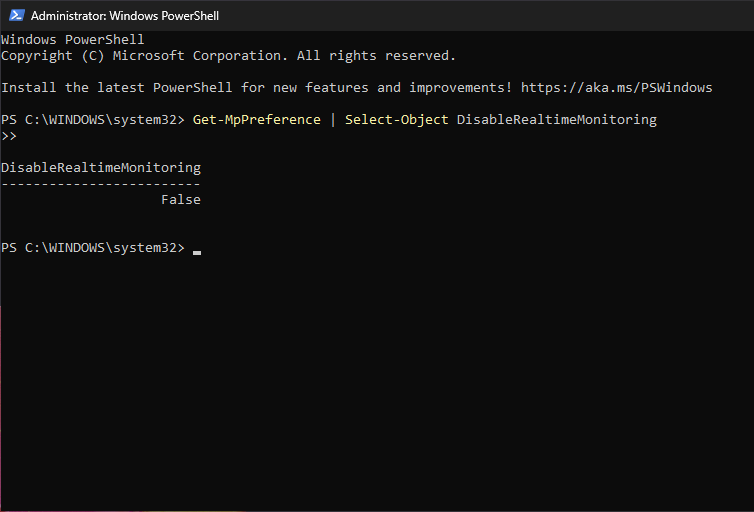 Administrator: Windows PowerShell
Windows PowerShell
Copyright (C) Microsoft Corporation. All rights reserved.
Install the latest PowerShell for new features and improvements! https://aka.ms/PSWindows
PS C:\WINDOWS\system32> Get-MpPreference | Select-Object DisableRealtimeMonitoring
>>
DisableRealtimeMonitoring
-------------------------
False
PS C:\WINDOWS\system32>